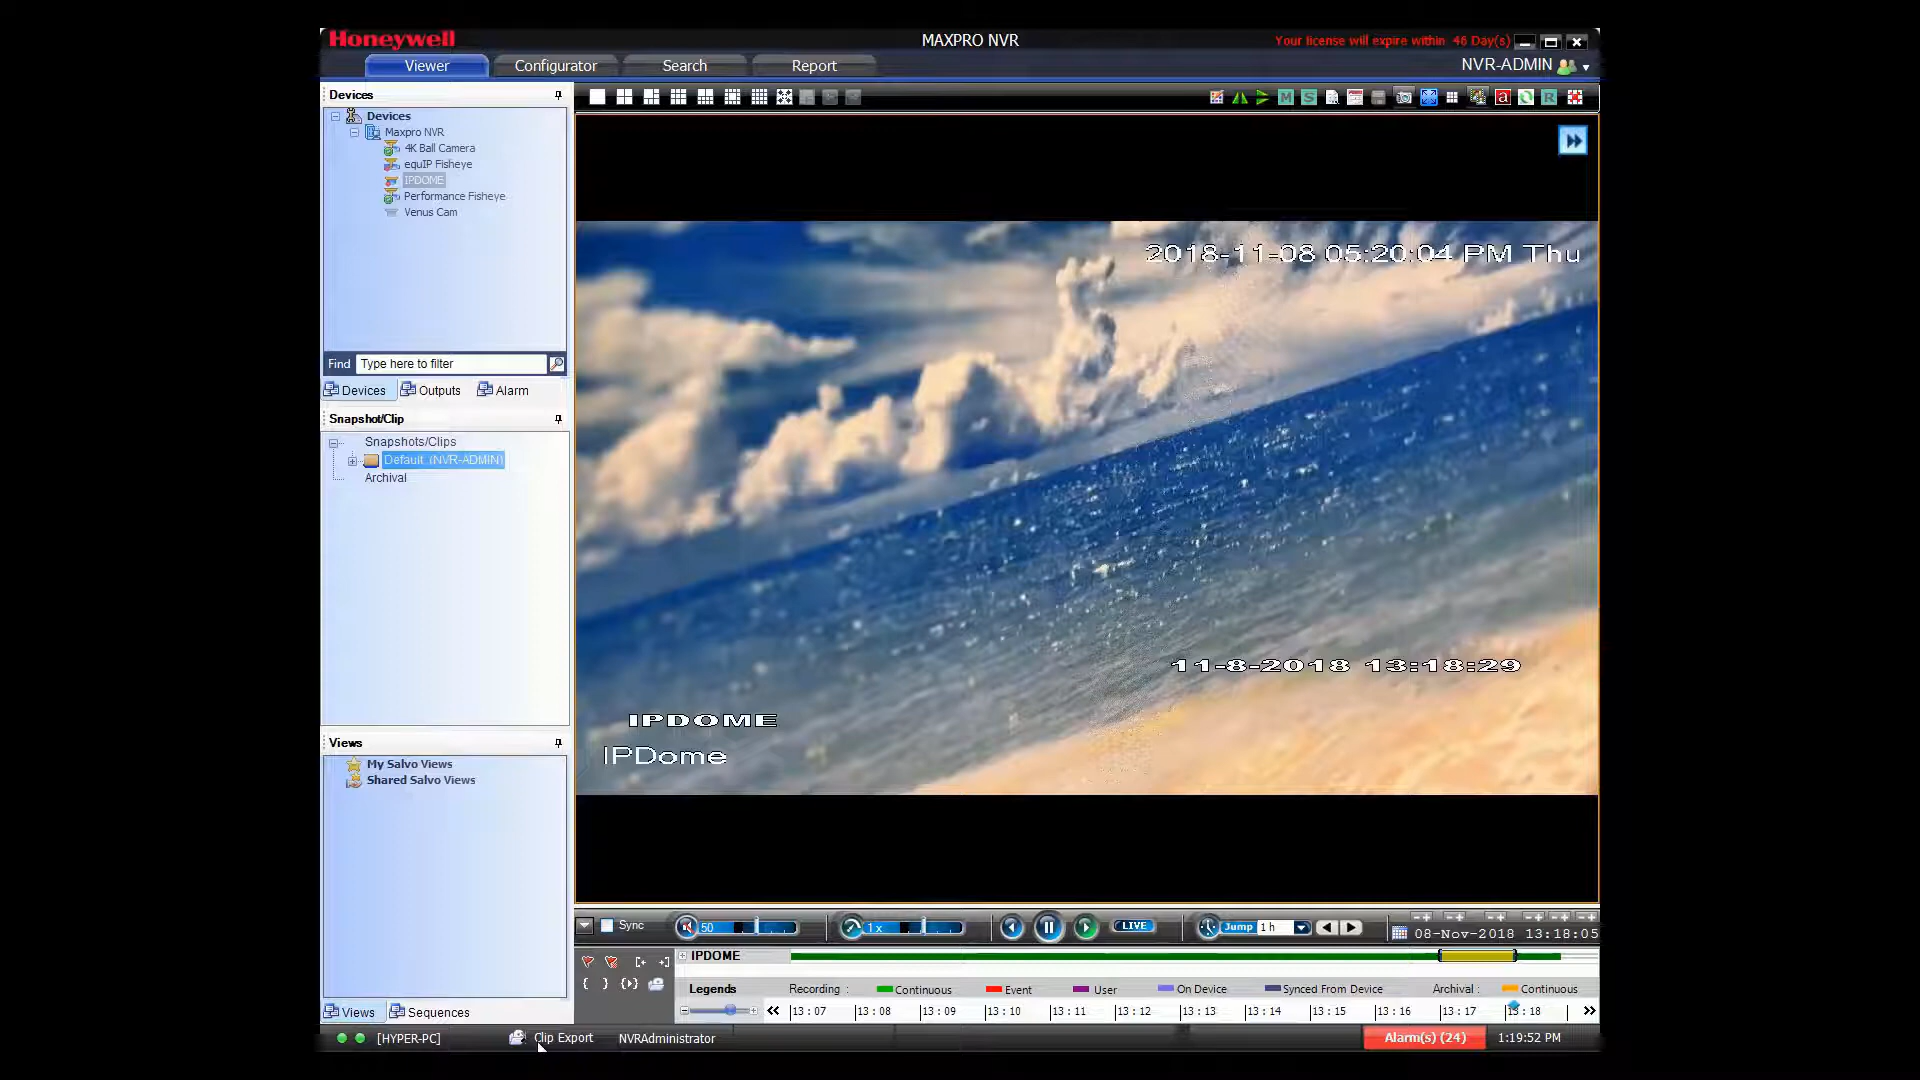 Honeywell
MAXPRO NVR
Your license will expire within 46 Day(s)
Viewer
Configurator
Search
Report
NVR-ADMIN
Devices
Devices
Maxpro NVR
4K Ball Camera
equIP Fisheye
IPDOME
Performance Fisheye
Venus Cam
Find
Type here to filter
Devices
Outputs
Alarm
Snapshot/Clip
Snapshots/Clips
Default (NVR-ADMIN)
Archival
Views
My Salvo Views
Shared Salvo Views
Views
Sequences
M
S
a
R
2018-11-08 05:20:04 PM Thu
11-8-2018 13:18:29
IPDOME
IPDome
Sync
50
1 x
LIVE
Jump
1 h
08-Nov-2018 13:18:05
IPDOME
Legends
Recording :
Continuous
Event
User
On Device
Synced From Device
Archival :
Continuous
13 : 07
13 : 08
13 : 09
13 : 10
13 : 11
13 : 12
13 : 13
13 : 14
13 : 15
13 : 16
13 : 17
13 : 18
[HYPER-PC]
Clip Export
NVRAdministrator
Alarm(s) (24)
1:19:52 PM